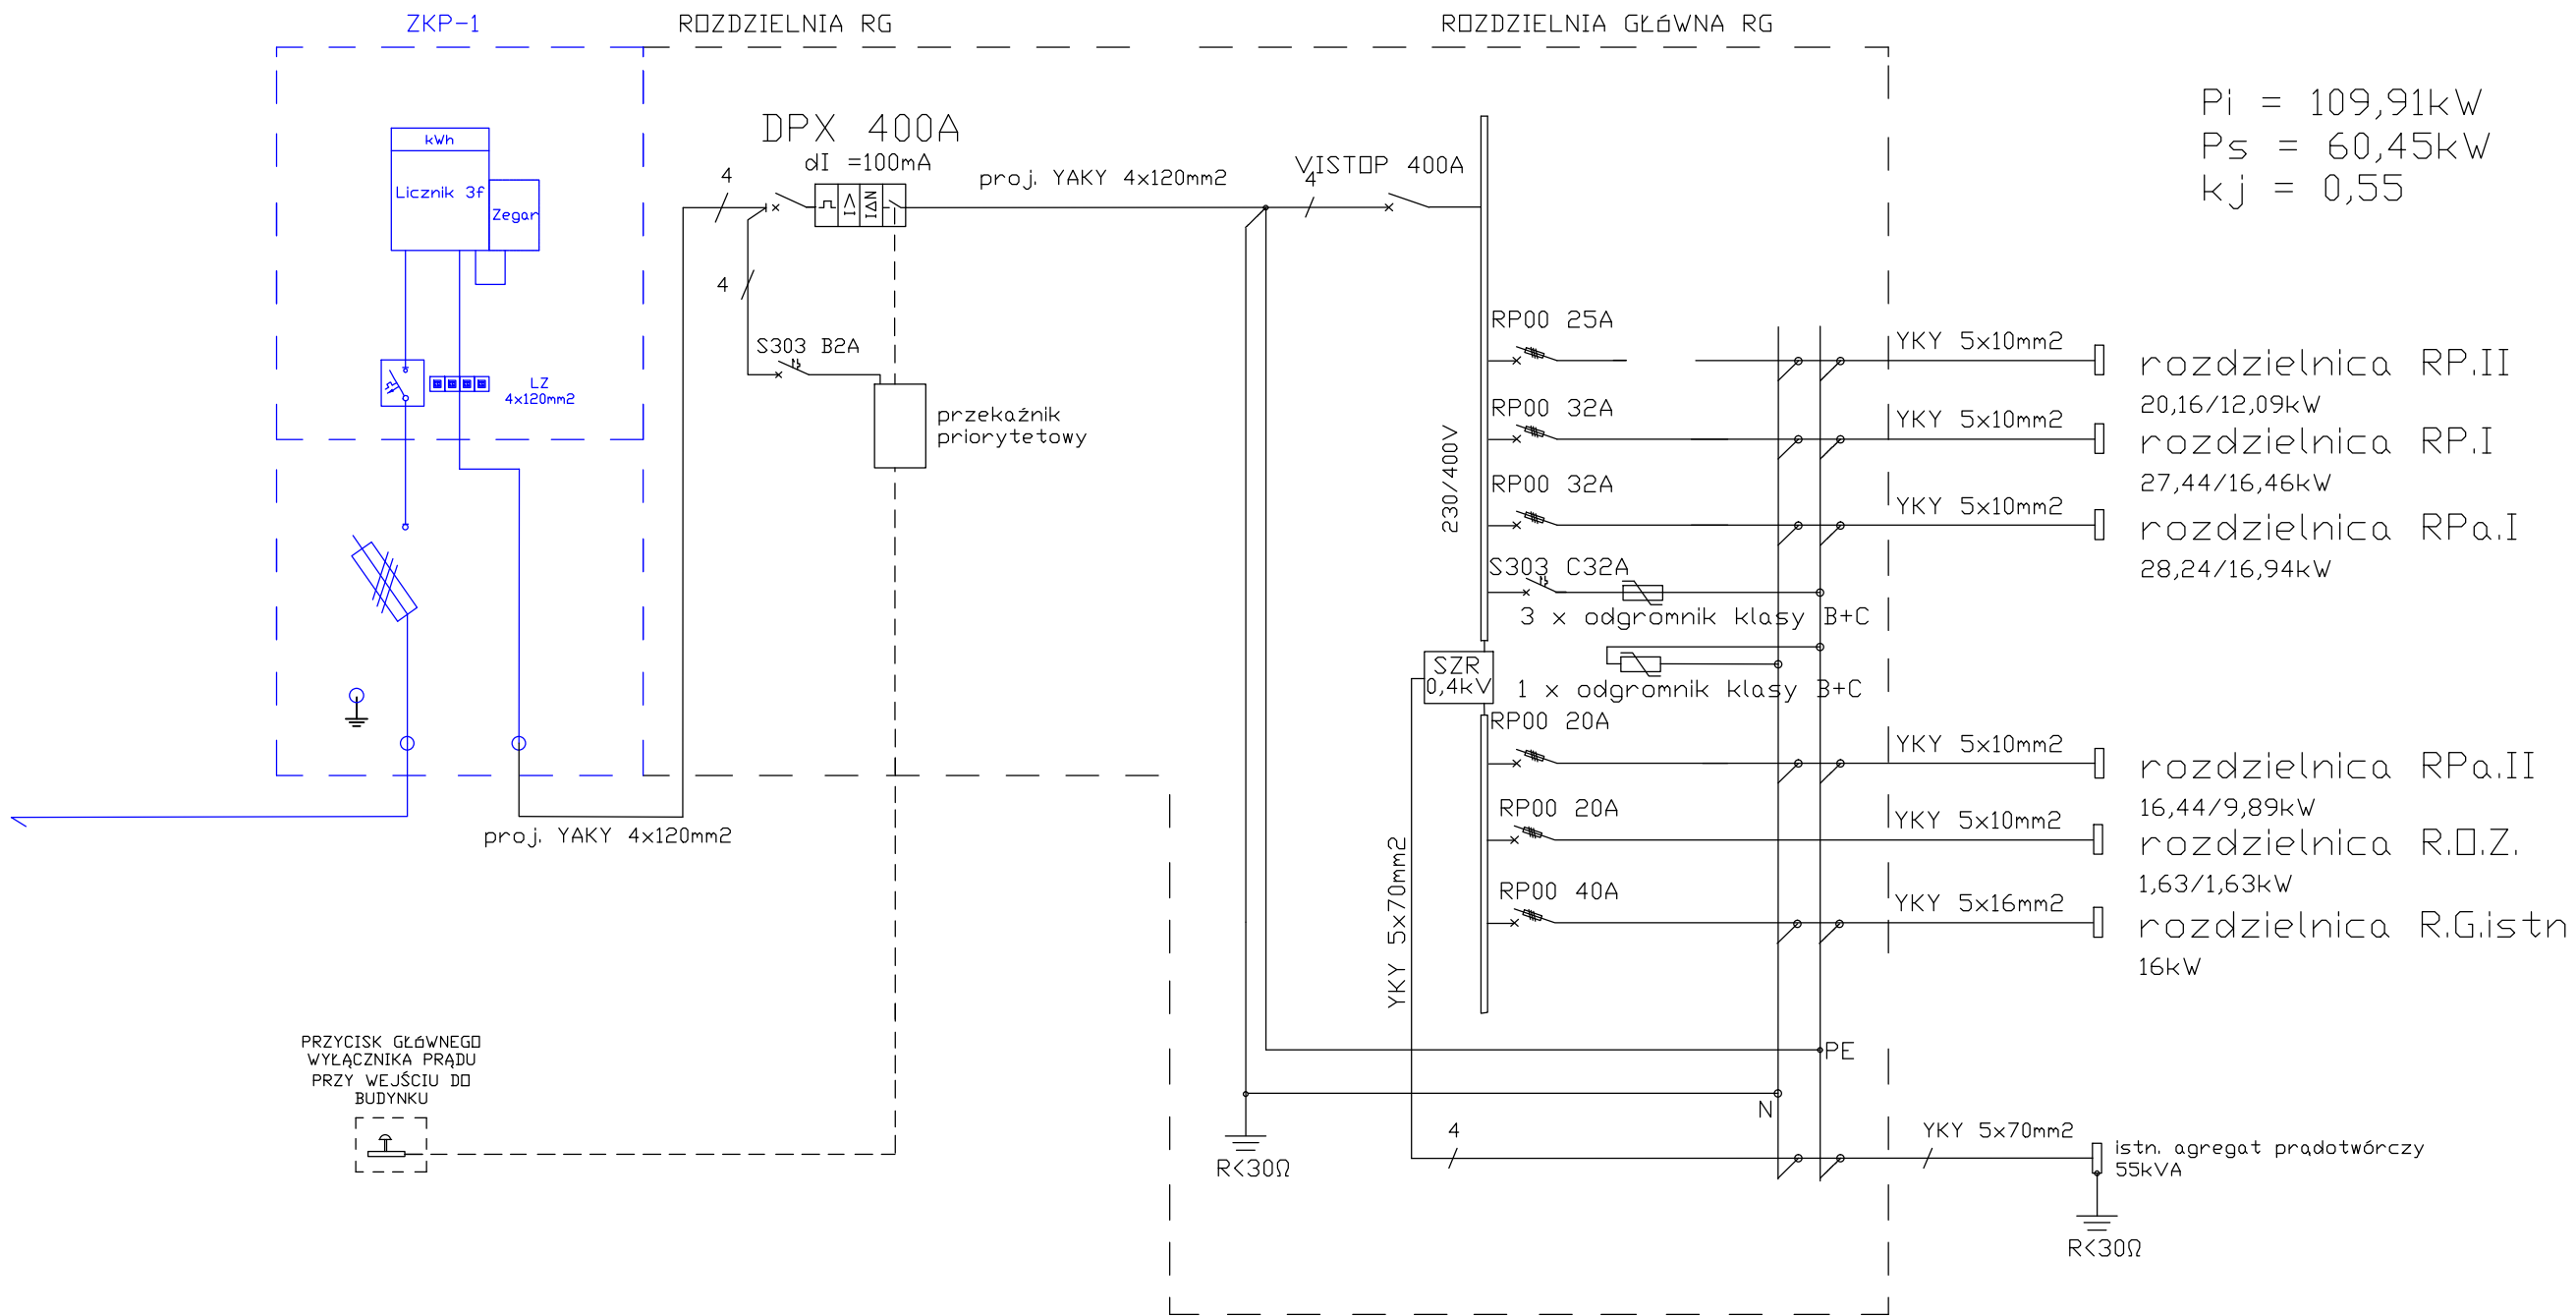 ZKP-1
ROZDZIELNIA RG
ROZDZIELNIA GŁóWNA RG
Pi = 109,91kW
Ps = 60,45kW
kj = 0,55
kWh
Licznik 3f
Zegar
LZ
4x120mm2
DPX 400A
dI =100mA
4
I>
I∆N
proj. YAKY 4x120mm2
VISTOP 400A
4
4
S303 B2A
przekaźnik
priorytetowy
230/400V
RP00 25A
YKY 5x10mm2
rozdzielnica RP.II
20,16/12,09kW
RP00 32A
YKY 5x10mm2
rozdzielnica RP.I
27,44/16,46kW
RP00 32A
YKY 5x10mm2
rozdzielnica RPa.I
28,24/16,94kW
S303 C32A
3 x odgromnik klasy B+C
SZR
0,4kV
1 x odgromnik klasy B+C
RP00 20A
YKY 5x10mm2
rozdzielnica RPa.II
16,44/9,89kW
RP00 20A
YKY 5x10mm2
rozdzielnica R.O.Z.
1,63/1,63kW
RP00 40A
YKY 5x16mm2
rozdzielnica R.G.istn
16kW
proj. YAKY 4x120mm2
YKY 5x70mm2
PRZYCISK GŁóWNEGO
WYŁĄCZNIKA PRĄDU
PRZY WEJŚCIU DO
BUDYNKU
PE
N
4
YKY 5x70mm2
istn. agregat prądotwórczy
55kVA
R<30Ω
R<30Ω